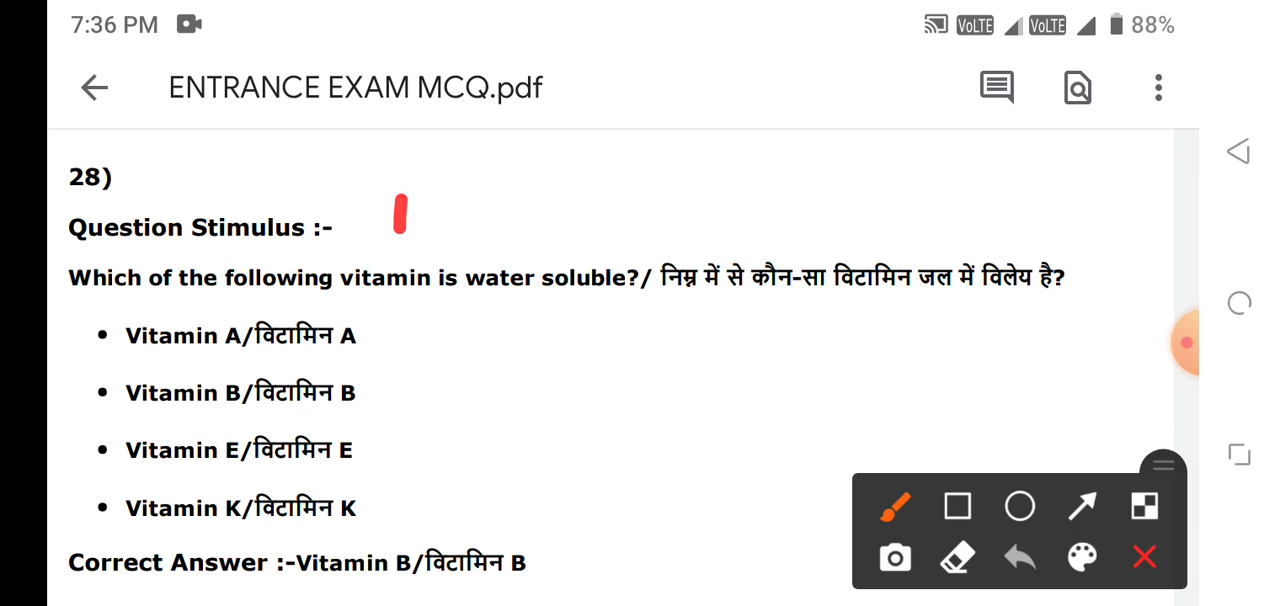 7:36 PM VoLTE VoLTE 88%
ENTRANCE EXAM MCQ.pdf
28)
Question Stimulus :-
Which of the following vitamin is water soluble?/ निम्न में से कौन-सा विटामिन जल में विलेय है?
• Vitamin A/विटामिन A
• Vitamin B/विटामिन B
• Vitamin E/विटामिन E
• Vitamin K/विटामिन K
Correct Answer :-Vitamin B/विटामिन B